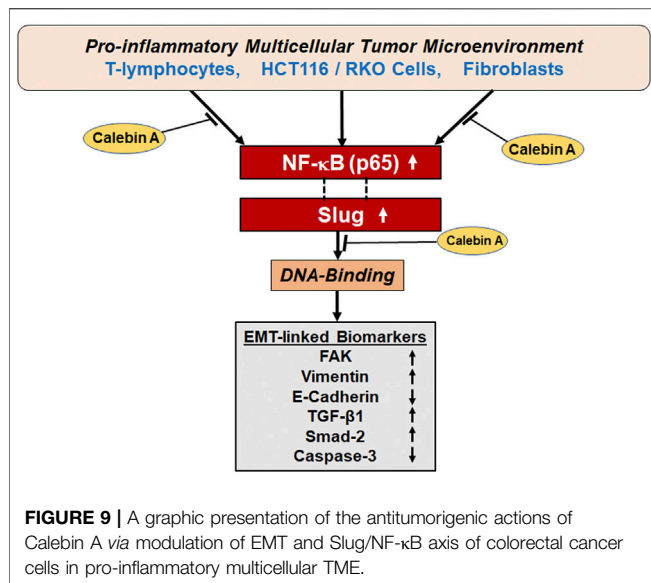 Pro-inflammatory Multicellular Tumor Microenvironment
T-lymphocytes, HCT116 / RKO Cells, Fibroblasts
Calebin A
Calebin A
NF-κB (p65) ↑
Slug ↑
Calebin A
DNA-Binding
EMT-linked Biomarkers
FAK ↑
Vimentin ↑
E-Cadherin ↓
TGF-β1 ↑
Smad-2 ↑
Caspase-3 ↓
FIGURE 9 | A graphic presentation of the antitumorigenic actions of
Calebin A via modulation of EMT and Slug/NF-κB axis of colorectal cancer
cells in pro-inflammatory multicellular TME.